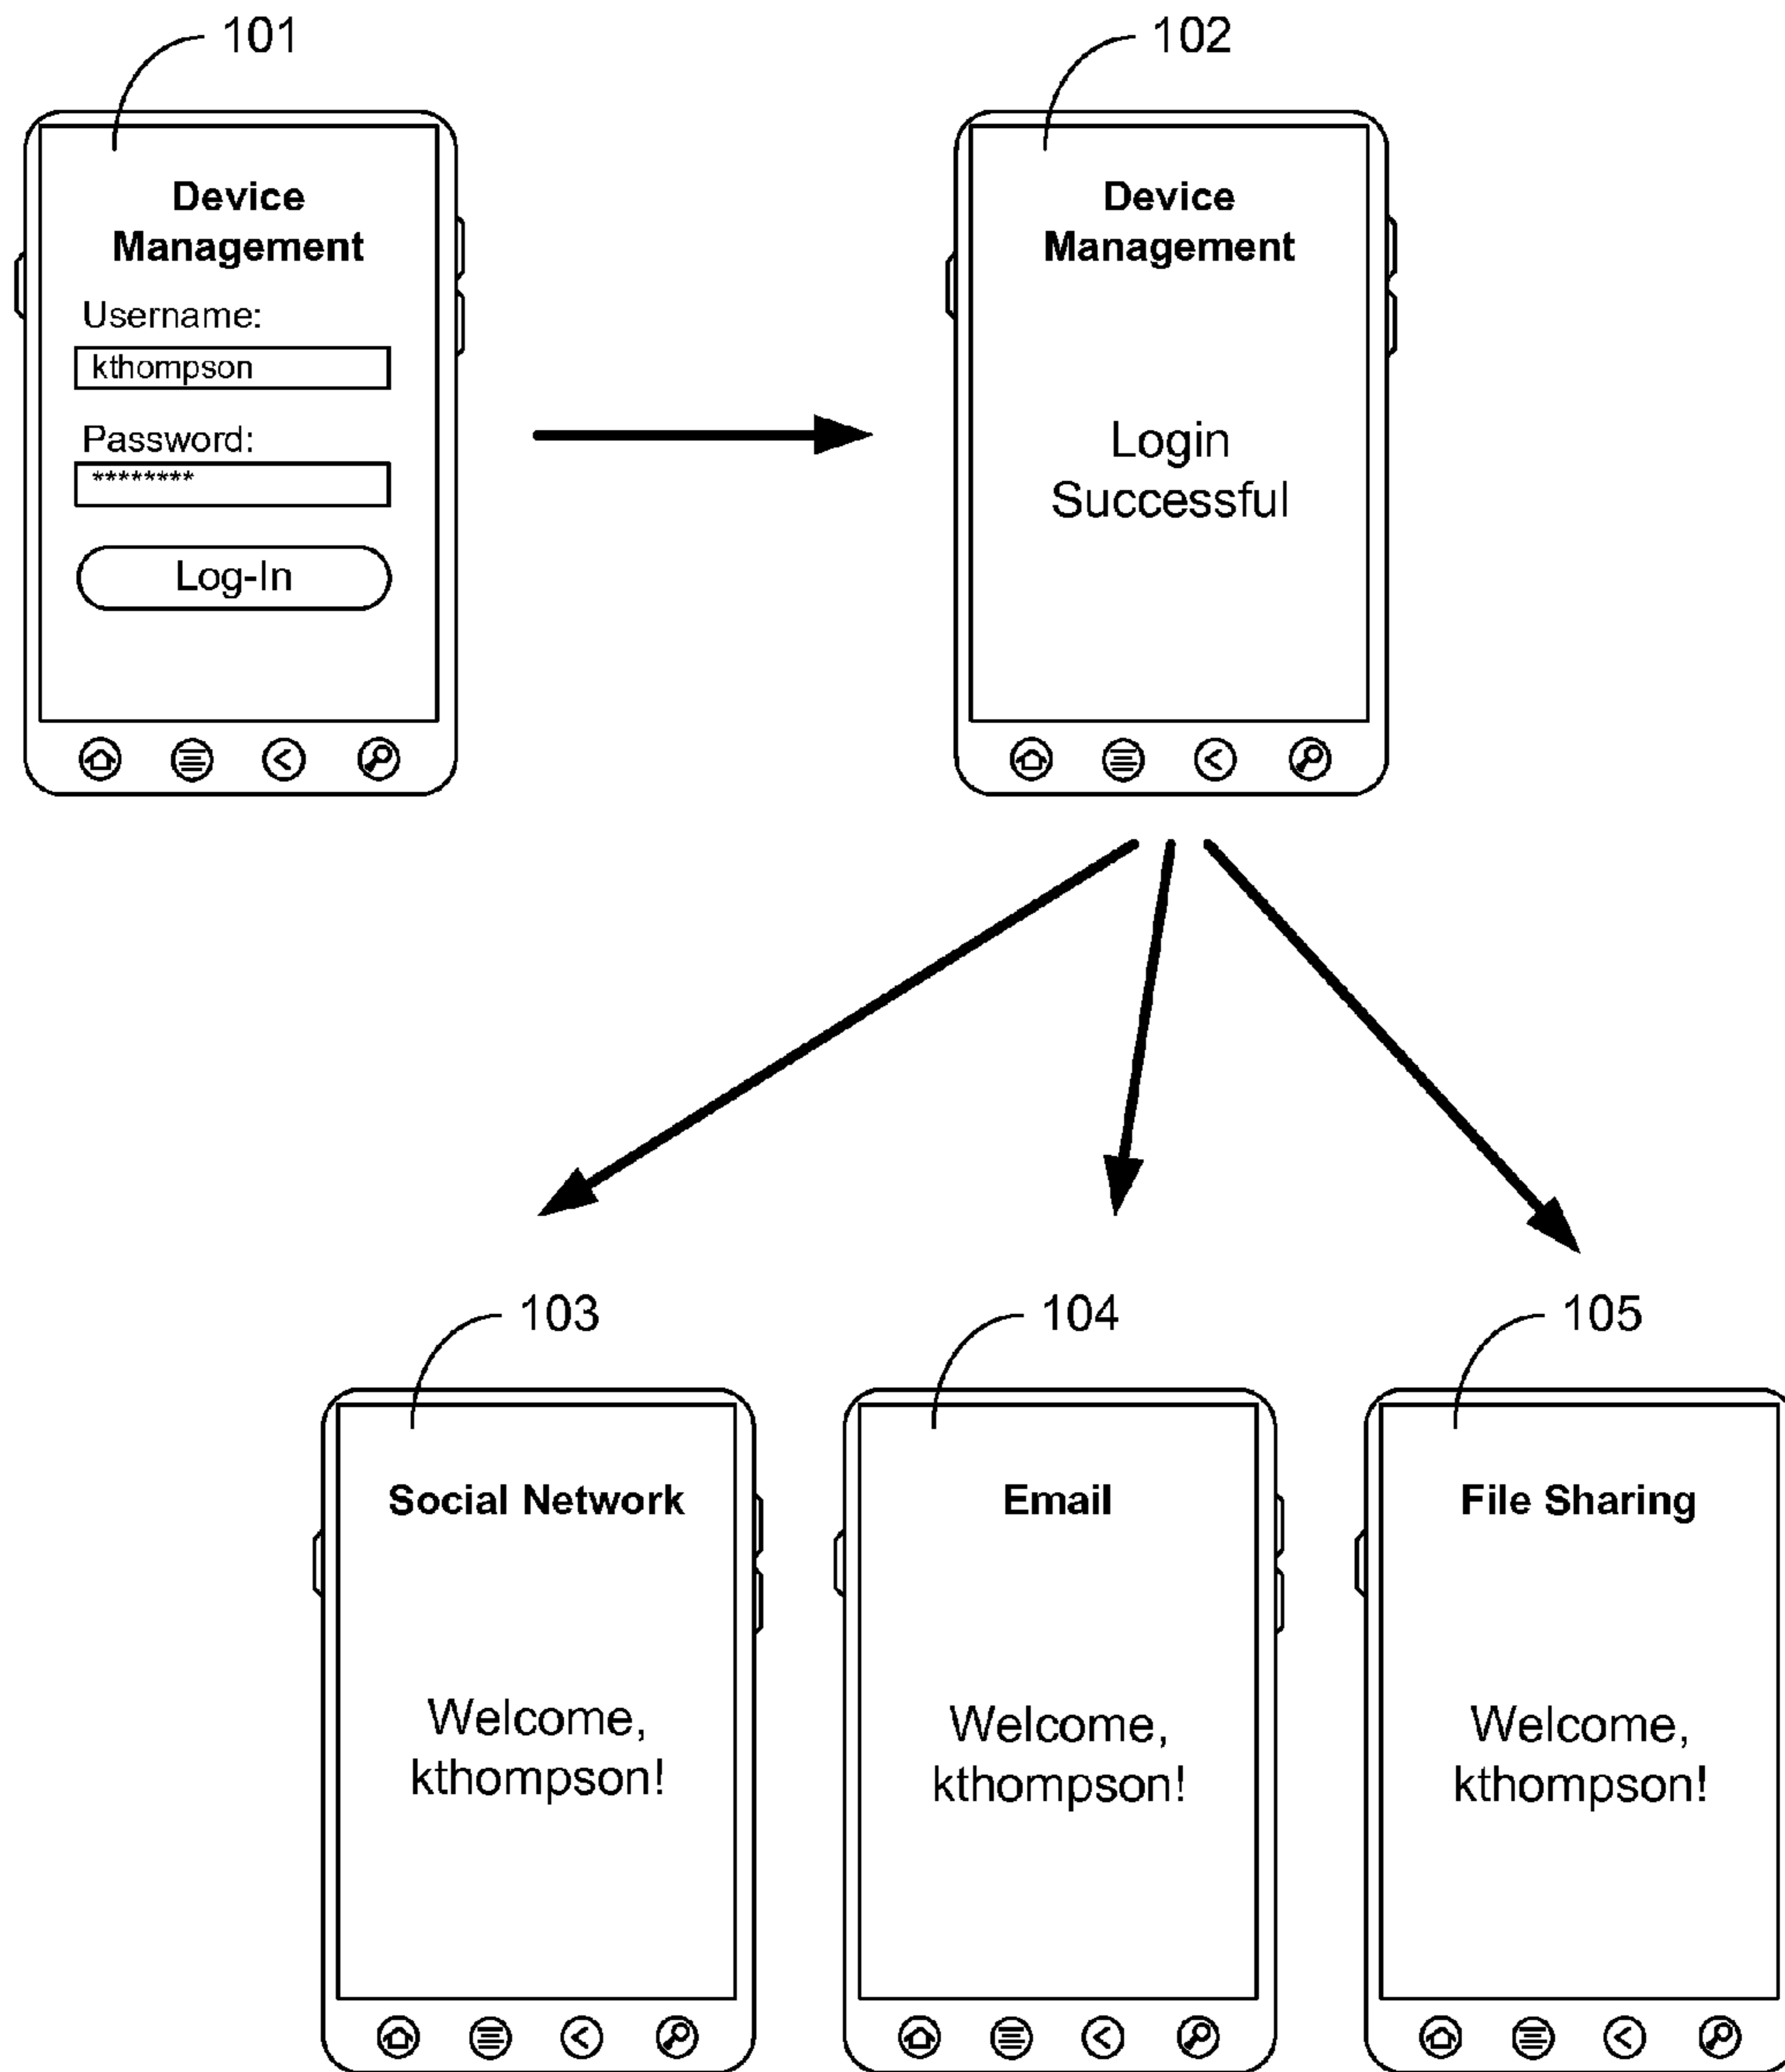 101
Device
Management
Username:
kthompson
Password:
********
Log-In
102
Device
Management
Login
Successful
103
Social Network
Welcome,
kthompson!
104
Email
Welcome,
kthompson!
105
File Sharing
Welcome,
kthompson!